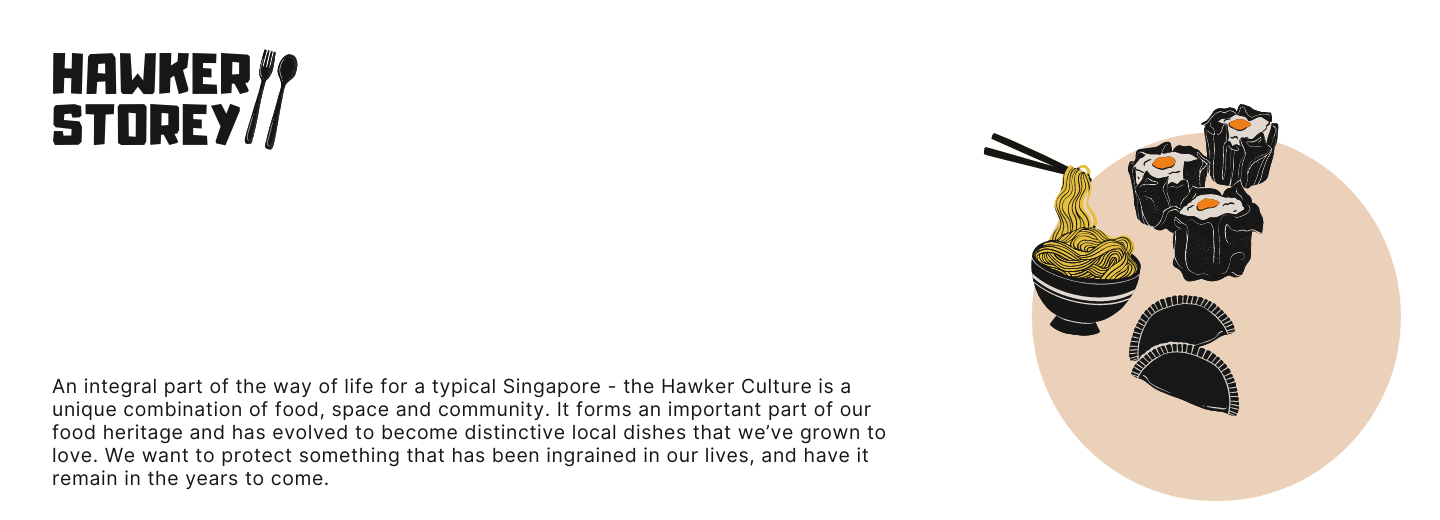 HAWKER
STOREY
An integral part of the way of life for a typical Singapore - the Hawker Culture is a
unique combination of food, space and community. It forms an important part of our
food heritage and has evolved to become distinctive local dishes that we’ve grown to
love. We want to protect something that has been ingrained in our lives, and have it
remain in the years to come.